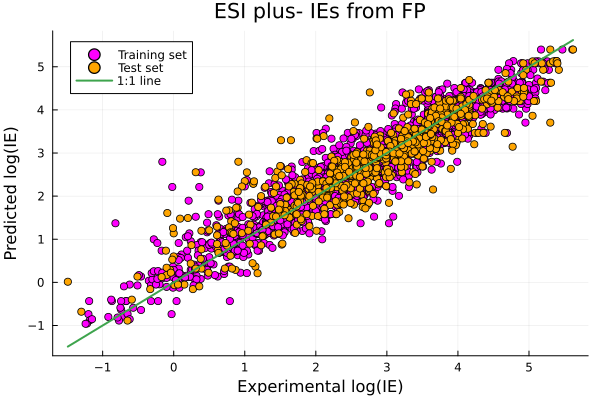 ESI plus- IEs from FP
Training set
Test set
1:1 line
Predicted log(IE)
5
4
3
2
1
0
−1
−1 0 1 2 3 4 5
Experimental log(IE)